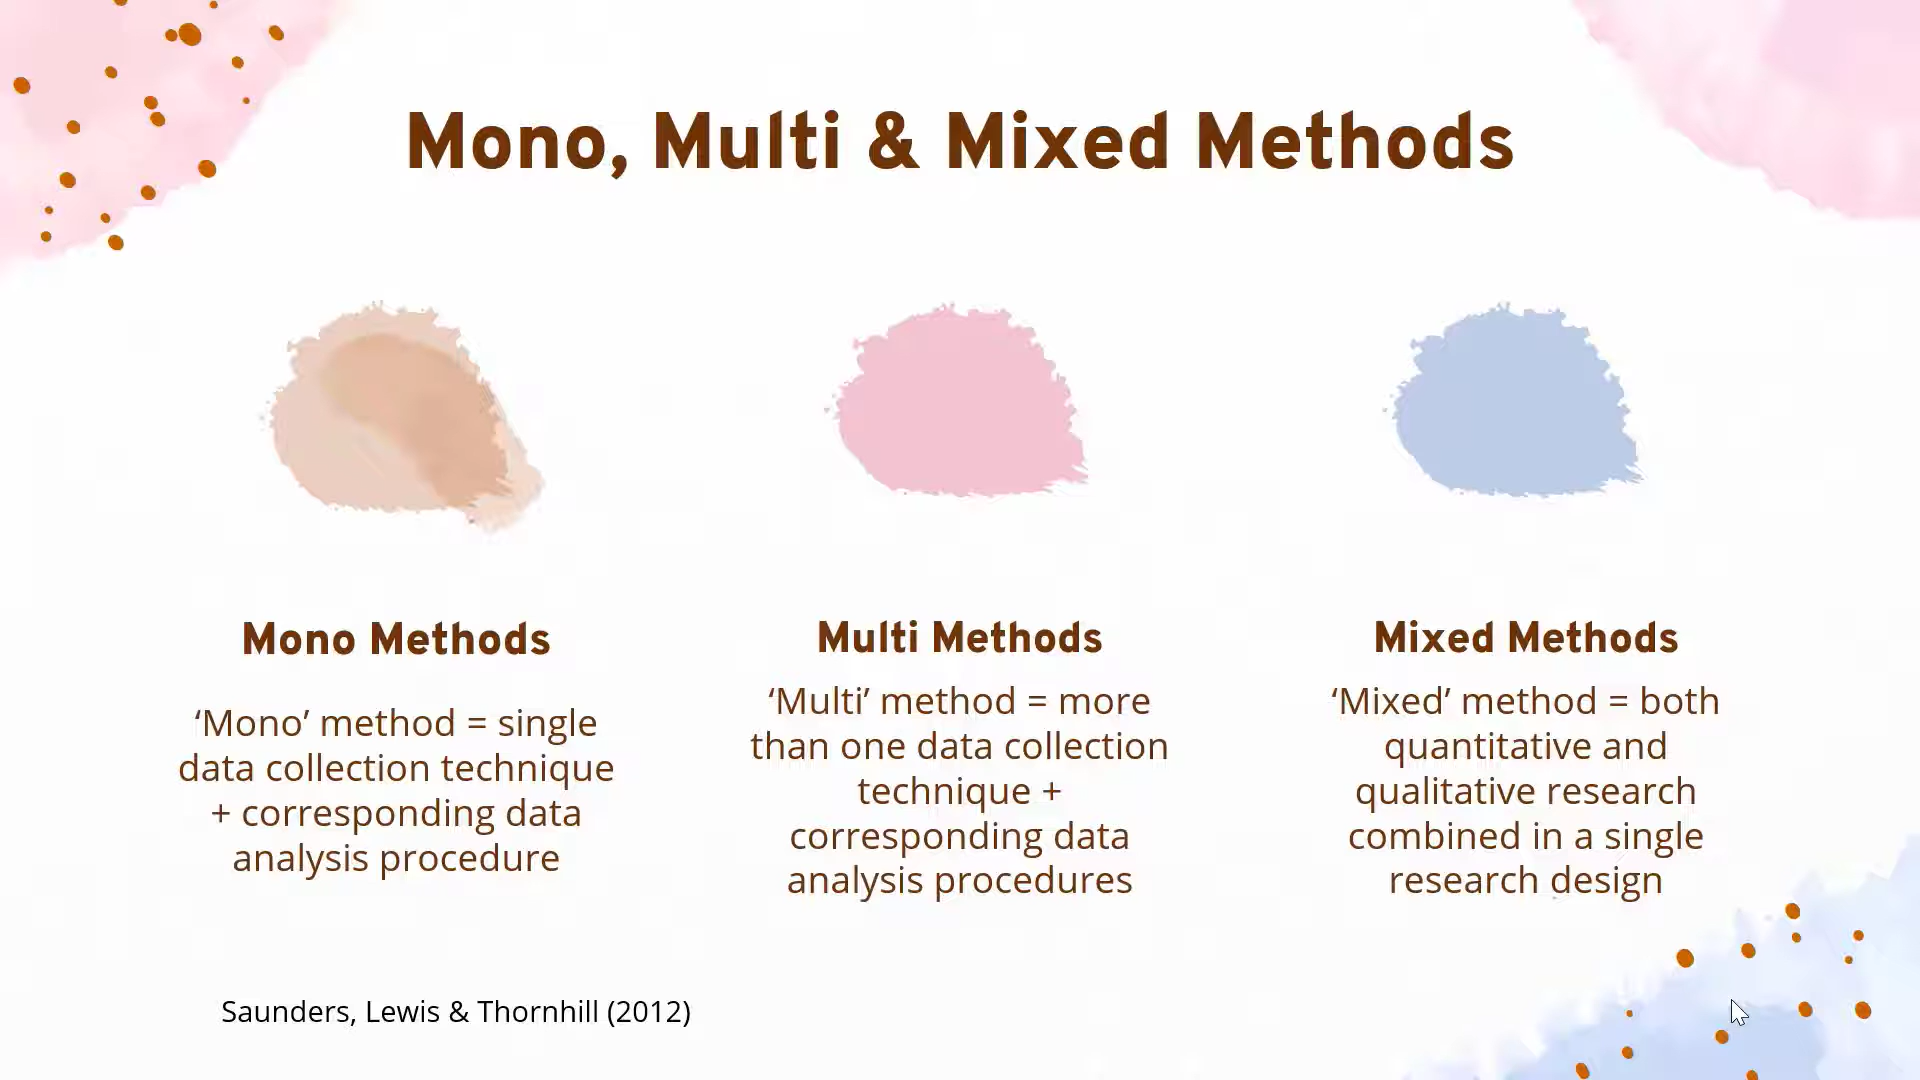 Mono, Multi & Mixed Methods
Mono Methods
‘Mono’ method = single
data collection technique
+ corresponding data
analysis procedure
Multi Methods
‘Multi’ method = more
than one data collection
technique +
corresponding data
analysis procedures
Mixed Methods
‘Mixed’ method = both
quantitative and
qualitative research
combined in a single
research design
Saunders, Lewis & Thornhill (2012)